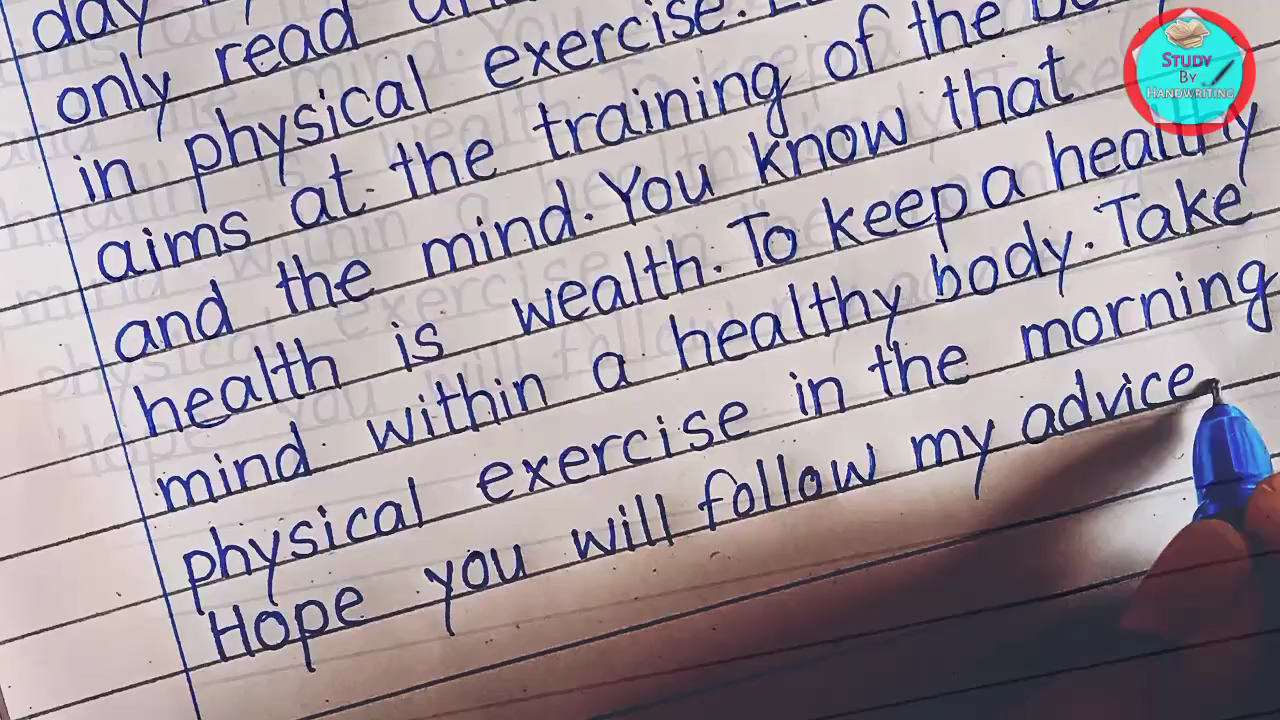 day
only read
in physical exercise.
aims at the training of the
and the mind. You know that
health is wealth. To keep a healthy
mind within a healthy body. Take
physical exercise in the morning
Hope you will follow my advice.
STUDY
BY
HANDWRITING